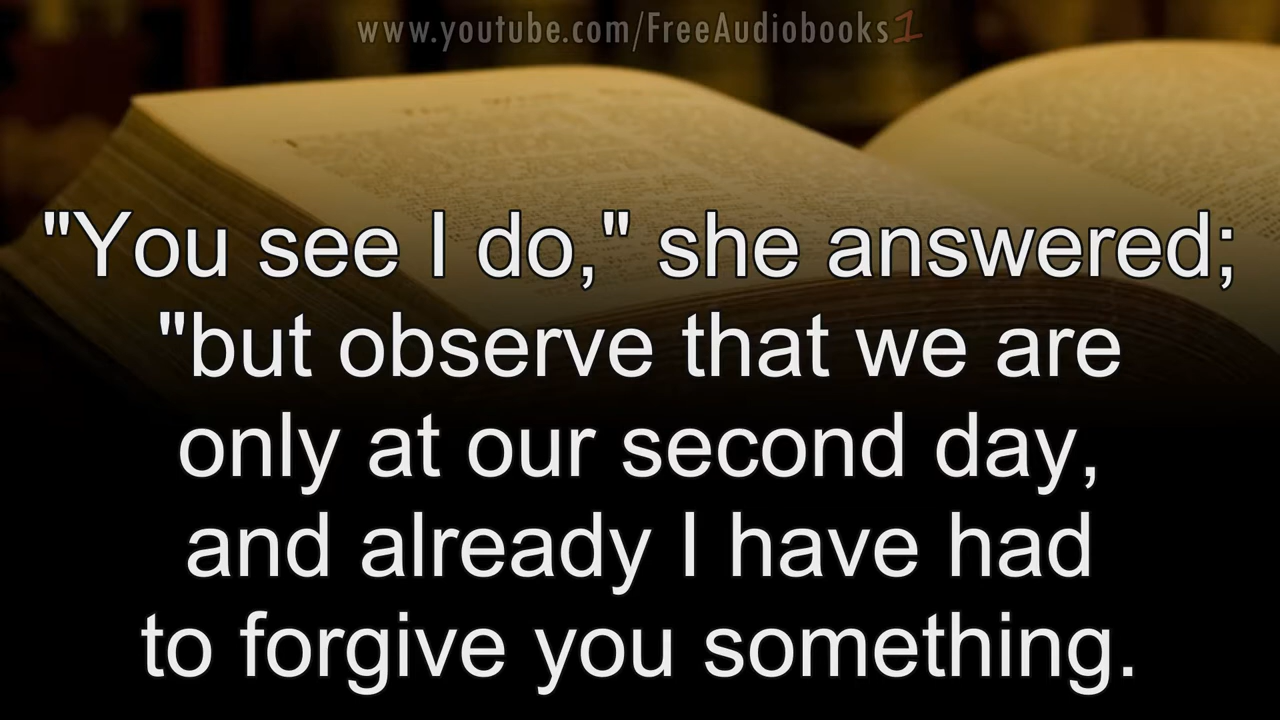 www.youtube.com/FreeAudiobooks1
"You see I do," she answered;
"but observe that we are
only at our second day,
and already I have had
to forgive you something.